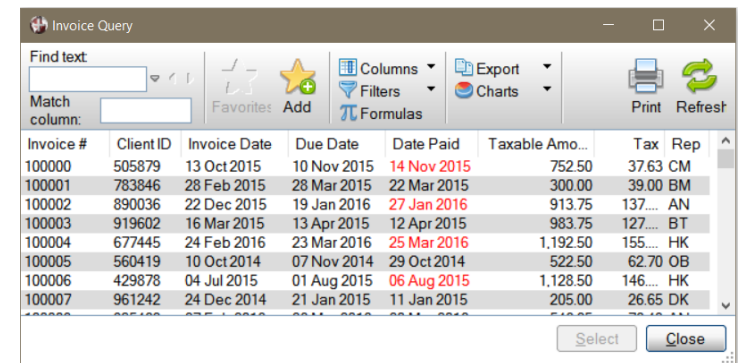 Invoice Query
Find text:
Match column:
Favorites
Add
Columns
Filters
Formulas
Export
Charts
Print
Refresh
Invoice # Client ID Invoice Date Due Date Date Paid Taxable Amo... Tax Rep
100000 505879 13 Oct 2015 10 Nov 2015 14 Nov 2015 752.50 37.63 CM
100001 783846 28 Feb 2015 28 Mar 2015 22 Mar 2015 300.00 39.00 BM
100002 890036 22 Dec 2015 19 Jan 2016 27 Jan 2016 913.75 137.... AN
100003 919602 16 Mar 2015 13 Apr 2015 12 Apr 2015 983.75 127.... BT
100004 677445 24 Feb 2016 23 Mar 2016 25 Mar 2016 1,192.50 155.... HK
100005 560419 10 Oct 2014 07 Nov 2014 29 Oct 2014 522.50 62.70 OB
100006 429878 04 Jul 2015 01 Aug 2015 06 Aug 2015 1,128.50 146.... HK
100007 961242 24 Dec 2014 21 Jan 2015 11 Jan 2015 205.00 26.65 DK
Select
Close